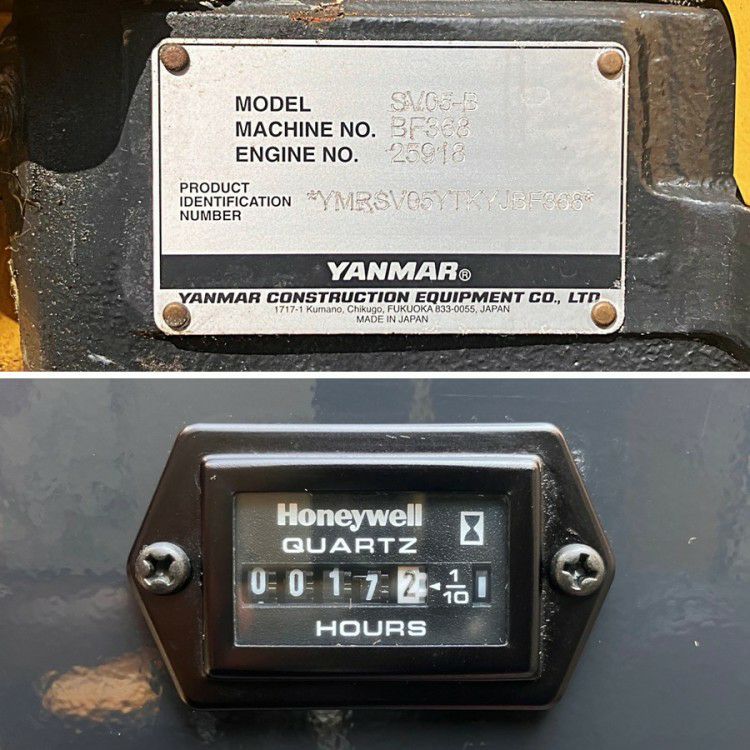 MODEL SV05-B
MACHINE NO. BF368
ENGINE NO. 25918
PRODUCT
IDENTIFICATION
NUMBER
*YMRSV05YTKYJBF368*
YANMAR®
YANMAR CONSTRUCTION EQUIPMENT CO., LTD.
1717-1 Kumano, Chikugo, FUKUOKA 833-0055, JAPAN
MADE IN JAPAN
Honeywell
QUARTZ
0 0 1 7 2 ◄ 1/10 |
HOURS